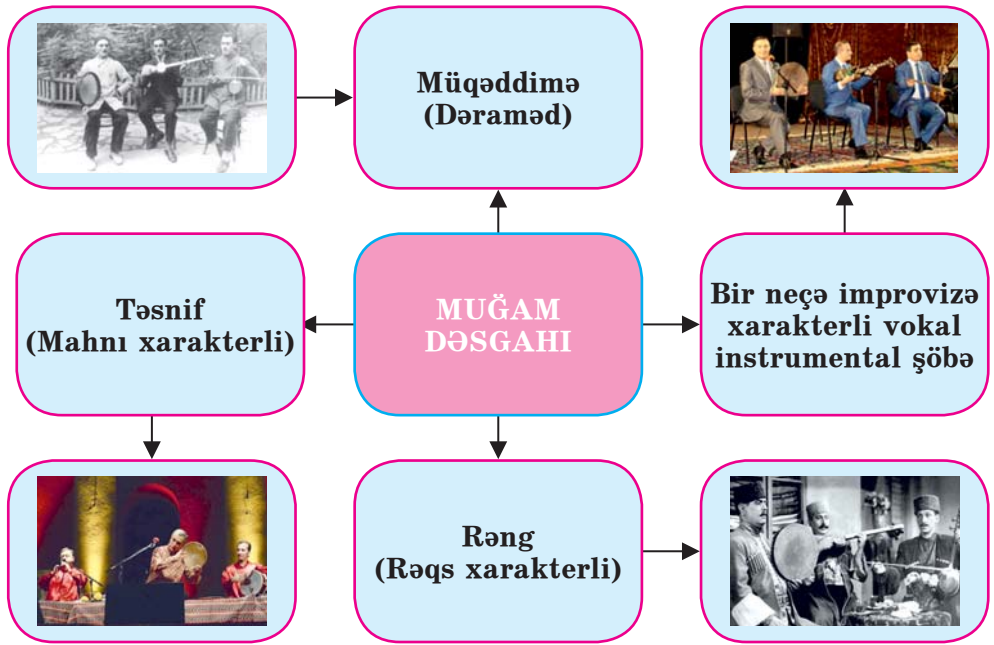 Müqəddimə
(Dəraməd)
Təsnif
(Mahnı xarakterli)
MUĞAM
DƏSGAHI
Bir neçə improvizə
xarakterli vokal
instrumental şöbə
Rəng
(Rəqs xarakterli)